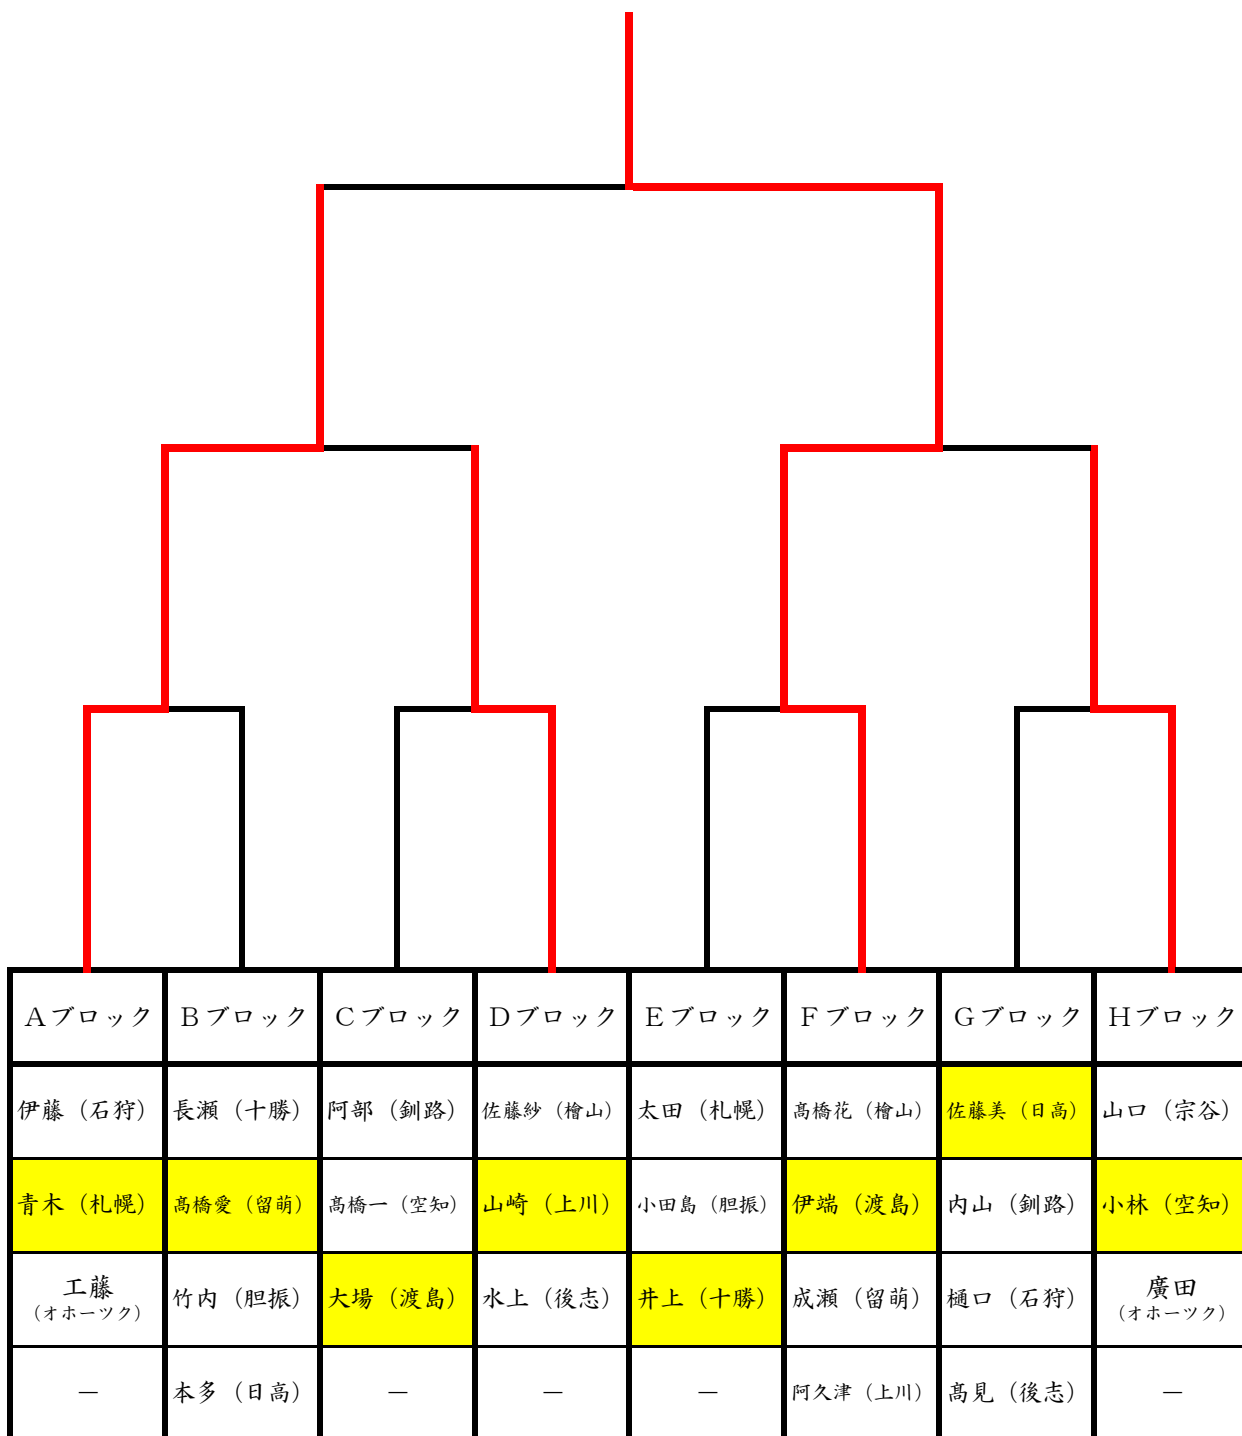 Aブロック Bブロック Cブロック Dブロック Eブロック Fブロック Gブロック Hブロック
伊藤（石狩） 長瀬（十勝） 阿部（釧路） 佐藤紗（檜山） 太田（札幌） 髙橋花（檜山） 佐藤美（日高） 山口（宗谷）
青木（札幌） 髙橋愛（留萌） 髙橋一（空知） 山崎（上川） 小田島（胆振） 伊端（渡島） 内山（釧路） 小林（空知）
工藤（オホーツク） 竹内（胆振） 大場（渡島） 水上（後志） 井上（十勝） 成瀬（留萌） 樋口（石狩） 廣田（オホーツク）
－ 本多（日高） － － － 阿久津（上川） 髙見（後志） －